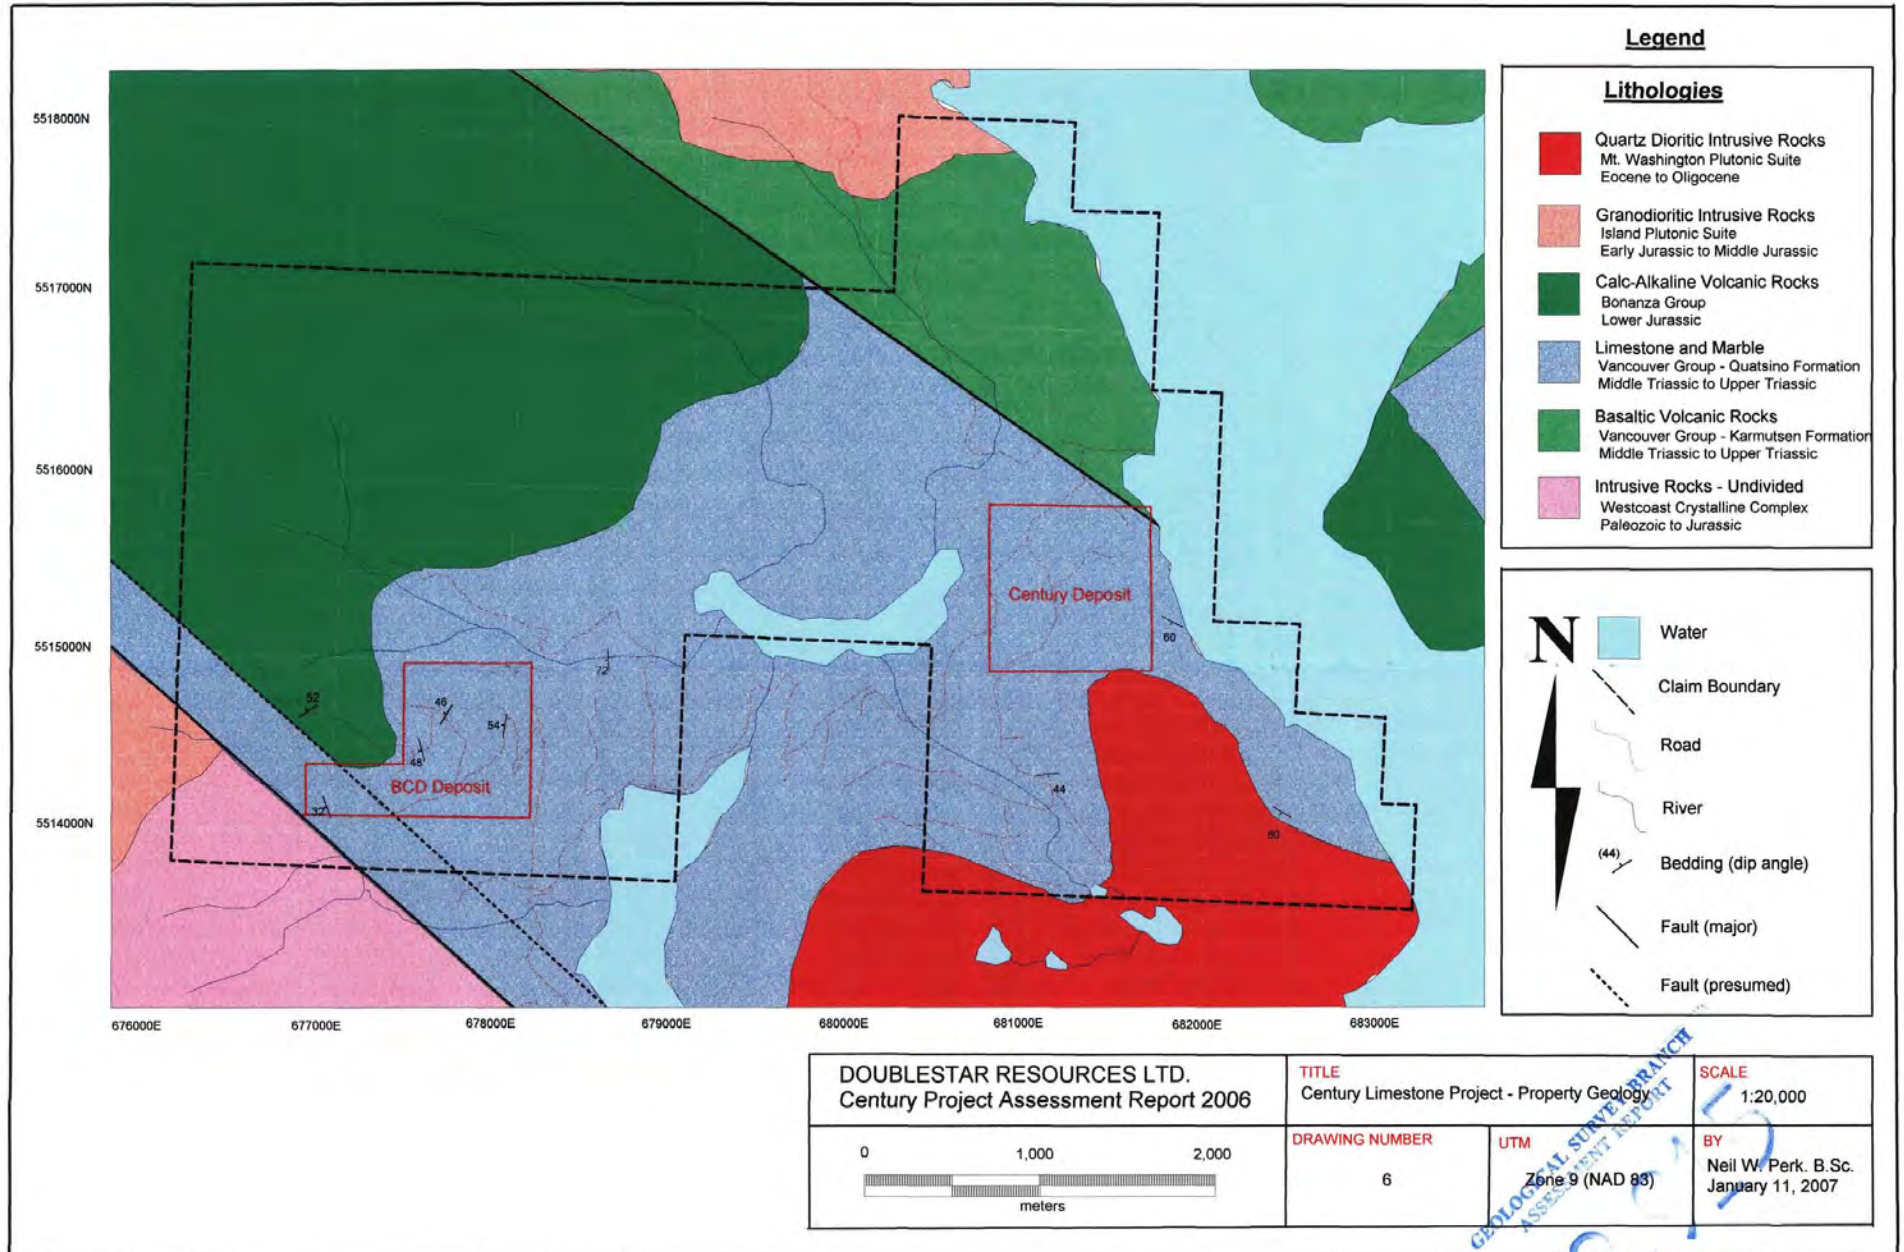 Legend
Lithologies
Quartz Dioritic Intrusive Rocks
Mt. Washington Plutonic Suite
Eocene to Oligocene
Granodioritic Intrusive Rocks
Island Plutonic Suite
Early Jurassic to Middle Jurassic
Calc-Alkaline Volcanic Rocks
Bonanza Group
Lower Jurassic
Limestone and Marble
Vancouver Group - Quatsino Formation
Middle Triassic to Upper Triassic
Basaltic Volcanic Rocks
Vancouver Group - Karmutsen Formation
Middle Triassic to Upper Triassic
Intrusive Rocks - Undivided
Westcoast Crystalline Complex
Paleozoic to Jurassic
N
Water
Claim Boundary
Road
River
(44)
Bedding (dip angle)
Fault (major)
Fault (presumed)
5518000N
5517000N
5516000N
5515000N
5514000N
Century Deposit
60
72
52
46
54
48
BCD Deposit
32
44
60
676000E
677000E
678000E
679000E
680000E
681000E
682000E
683000E
DOUBLESTAR RESOURCES LTD.
Century Project Assessment Report 2006
0
1,000
2,000
meters
TITLE
Century Limestone Project - Property Geology
SCALE
1:20,000
DRAWING NUMBER
6
UTM
Zone 9 (NAD 83)
BY
Neil W. Perk. B.Sc.
January 11, 2007
GEOLOGICAL SURVEY BRANCH
ASSESSMENT REPORT